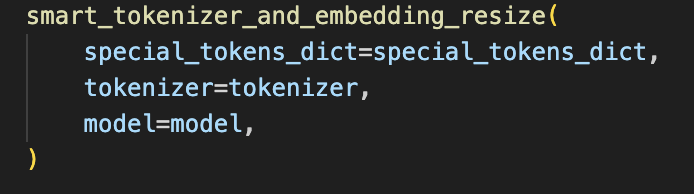 smart_tokenizer_and_embedding_resize(
    special_tokens_dict=special_tokens_dict,
    tokenizer=tokenizer,
    model=model,
)